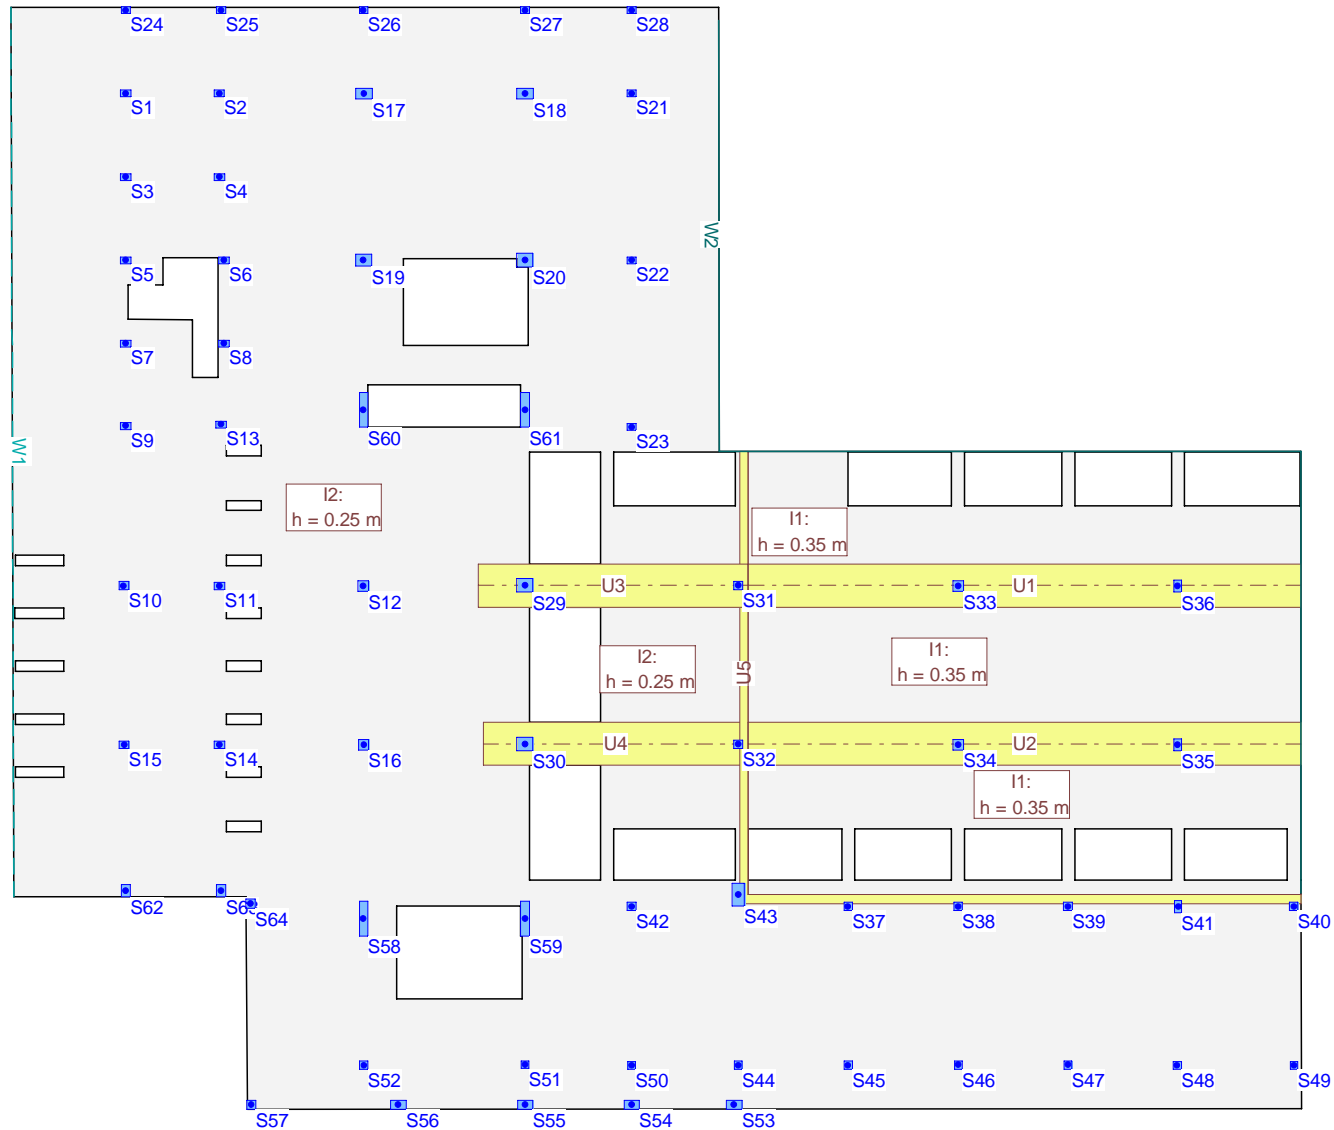 S24
S25
S26
S27
S28
S1
S2
S17
S18
S21
S3
S4
W2
S5
S6
S19
S20
S22
S7
S8
S9
S13
S60
S61
S23
W1
I2:
h = 0.25 m
I1:
h = 0.35 m
S10
S11
S12
S29
U3
S31
S33
U1
S36
I2:
h = 0.25 m
U5
I1:
h = 0.35 m
S15
S14
S16
S30
U4
S32
S34
U2
S35
I1:
h = 0.35 m
S62
S64
S58
S59
S42
S43
S37
S38
S39
S41
S40
S52
S51
S50
S44
S45
S46
S47
S48
S49
S57
S56
S55
S54
S53